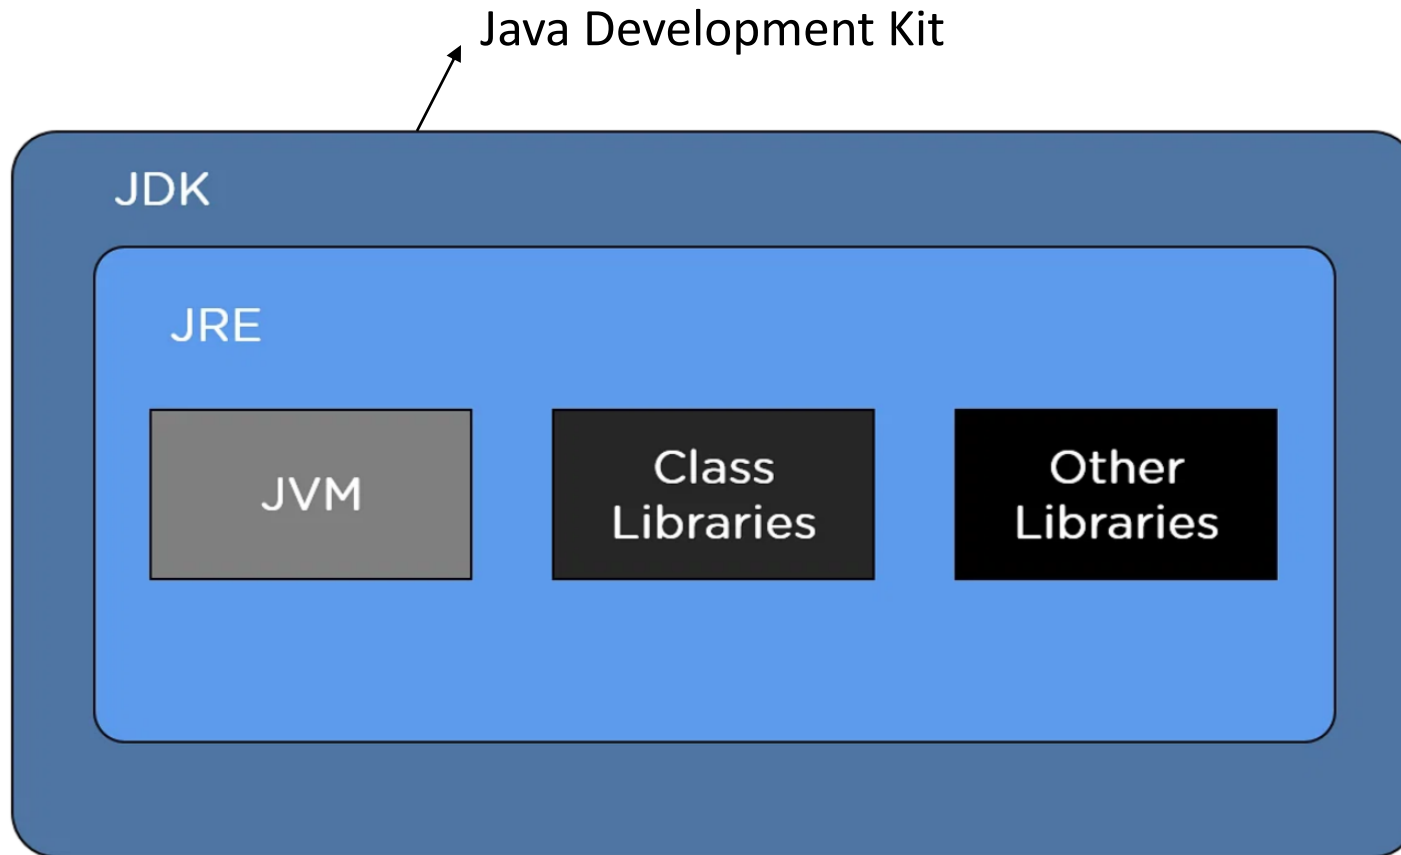 Java Development Kit
JDK
JRE
JVM
Class
Libraries
Other
Libraries